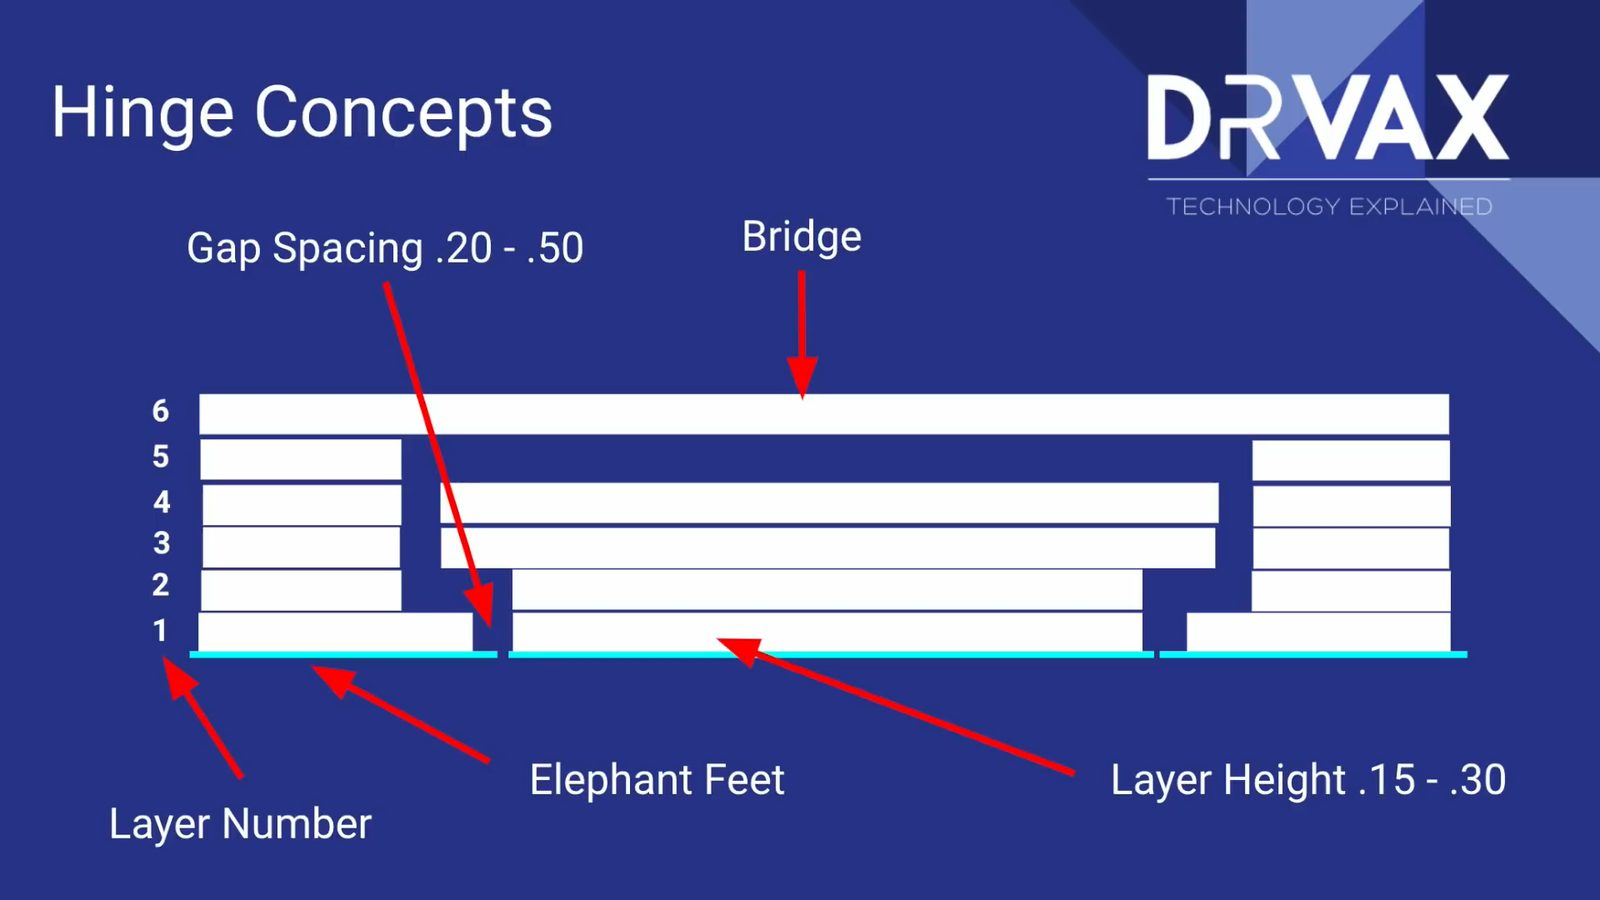 Hinge Concepts
DRVAX
TECHNOLOGY EXPLAINED
Gap Spacing .20 - .50
Bridge
6
5
4
3
2
1
Elephant Feet
Layer Height .15 - .30
Layer Number